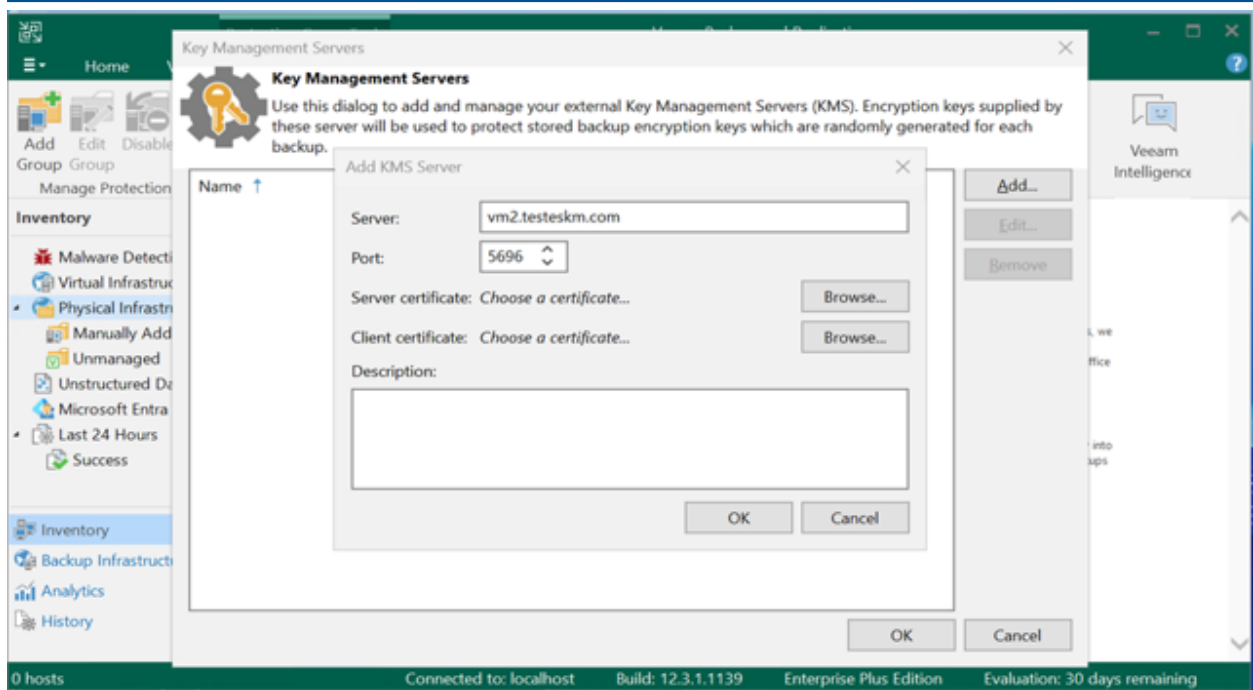 Key Management Servers
Home
Key Management Servers
Use this dialog to add and manage your external Key Management Servers (KMS). Encryption keys supplied by
these server will be used to protect stored backup encryption keys which are randomly generated for each
backup.
Add Edit Disable
Group Group
Manage Protection
Veeam
Intelligence
Add KMS Server
Name ↑
Add...
Edit...
Remove
Server: vm2.testeskm.com
Port: 5696
Server certificate: Choose a certificate... Browse...
Client certificate: Choose a certificate... Browse...
Description:
OK Cancel
Inventory
Malware Detecti
Virtual Infrastruc
Physical Infrastr
Manually Add
Unmanaged
Unstructured Da
Microsoft Entra
Last 24 Hours
Success
, we
ffice
into
ups
Inventory
Backup Infrastruct
Analytics
History
OK Cancel
0 hosts Connected to: localhost Build: 12.3.1.1139 Enterprise Plus Edition Evaluation: 30 days remaining